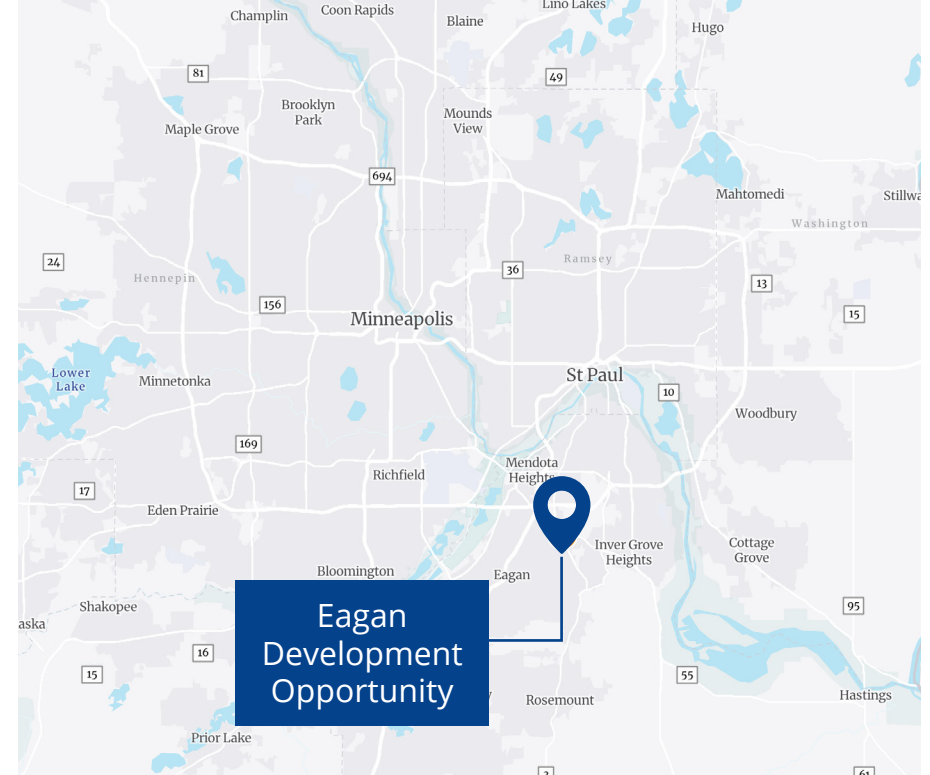 Lino Lakes
Coon Rapids
Champlin
Blaine
Hugo
81
49
Brooklyn
Park
Mounds
View
Maple Grove
694
Mahtomedi
Stillwa
Washington
24
Ramsey
Hennepin
36
13
156
15
Minneapolis
Lower
Lake
St Paul
Minnetonka
10
Woodbury
169
Mendota
Heights
Richfield
17
Eden Prairie
Cottage
Grove
Inver Grove
Heights
Bloomington
Eagan
Shakopee
95
aska
Eagan
Development
Opportunity
16
15
55
Hastings
Rosemount
Prior Lake
61